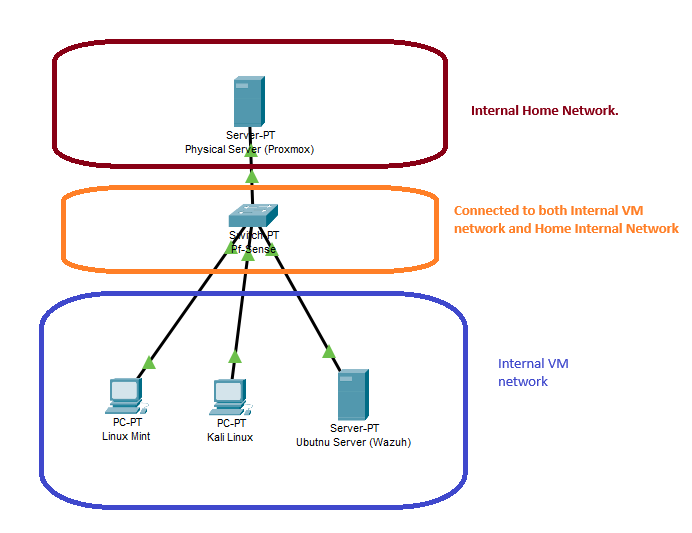 Server-PT
Physical Server (Proxmox)
Internal Home Network.
Switch-PT
Pf-Sense
Connected to both Internal VM
network and Home Internal Network
Internal VM
network
PC-PT
Linux Mint
PC-PT
Kali Linux
Server-PT
Ubutnu Server (Wazuh)